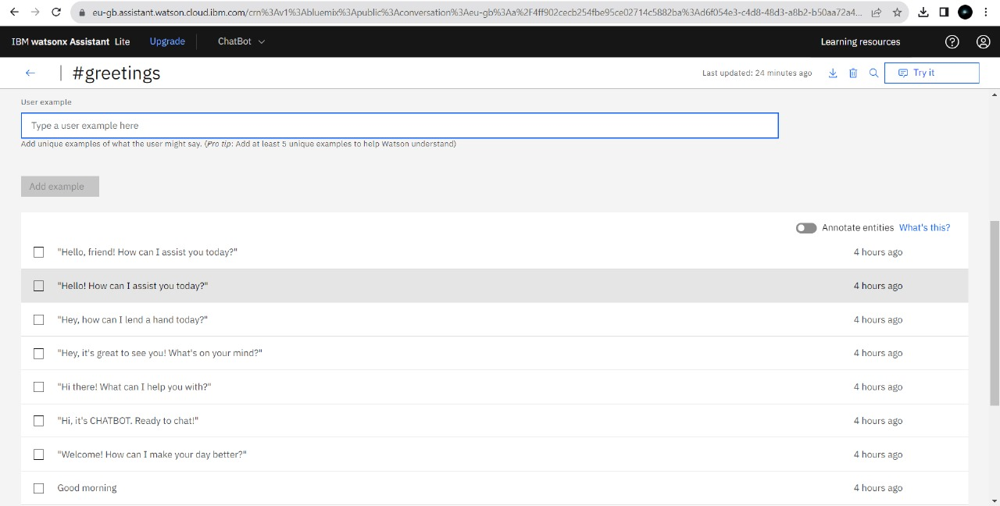 eu-gb.assistant.watson.cloud.ibm.com/crn%3Av1%3Abluemix%3Apublic%3Aconversation%3Aeu-gb%3Aa%2F4ff902cecb254fbe95ce02714c5882ba%3Ad6f054e3-c4d8-48d3-a8b2-b50aa72a4...
IBM watsonx Assistant Lite Upgrade ChatBot Learning resources
#greetings Last updated: 24 minutes ago Try it
User example
Type a user example here
Add unique examples of what the user might say. (Pro tip: Add at least 5 unique examples to help Watson understand)
Add example
Annotate entities What's this?
"Hello, friend! How can I assist you today?" 4 hours ago
"Hello! How can I assist you today?" 4 hours ago
"Hey, how can I lend a hand today?" 4 hours ago
"Hey, it's great to see you! What's on your mind?" 4 hours ago
"Hi there! What can I help you with?" 4 hours ago
"Hi, it's CHATBOT. Ready to chat!" 4 hours ago
"Welcome! How can I make your day better?" 4 hours ago
Good morning 4 hours ago